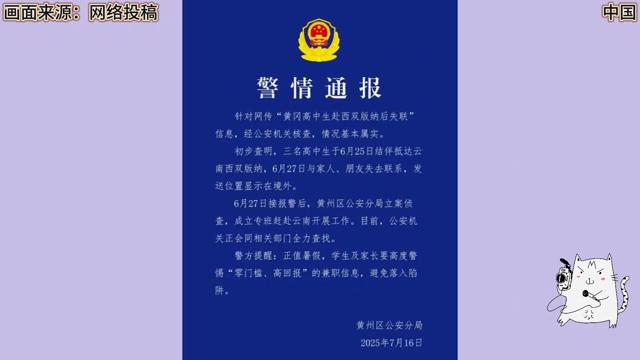 画面来源：网络投稿
中国
警情通报
针对网传“黄冈高中生赴西双版纳后失联”
信息，经公安机关核查，情况基本属实。
初步查明，三名高中生于6月25日结伴抵达云
南西双版纳，6月27日与家人、朋友失去联系，发
送位置显示在境外。
6月27日接报警后，黄州区公安分局立案侦
查，成立专班赶赴云南开展工作。目前，公安机
关正会同相关部门全力查找。
警方提醒：正值暑假，学生及家长要高度警
惕“零门槛、高回报”的兼职信息，避免落入陷
阱。
黄州区公安分局
2025年7月16日